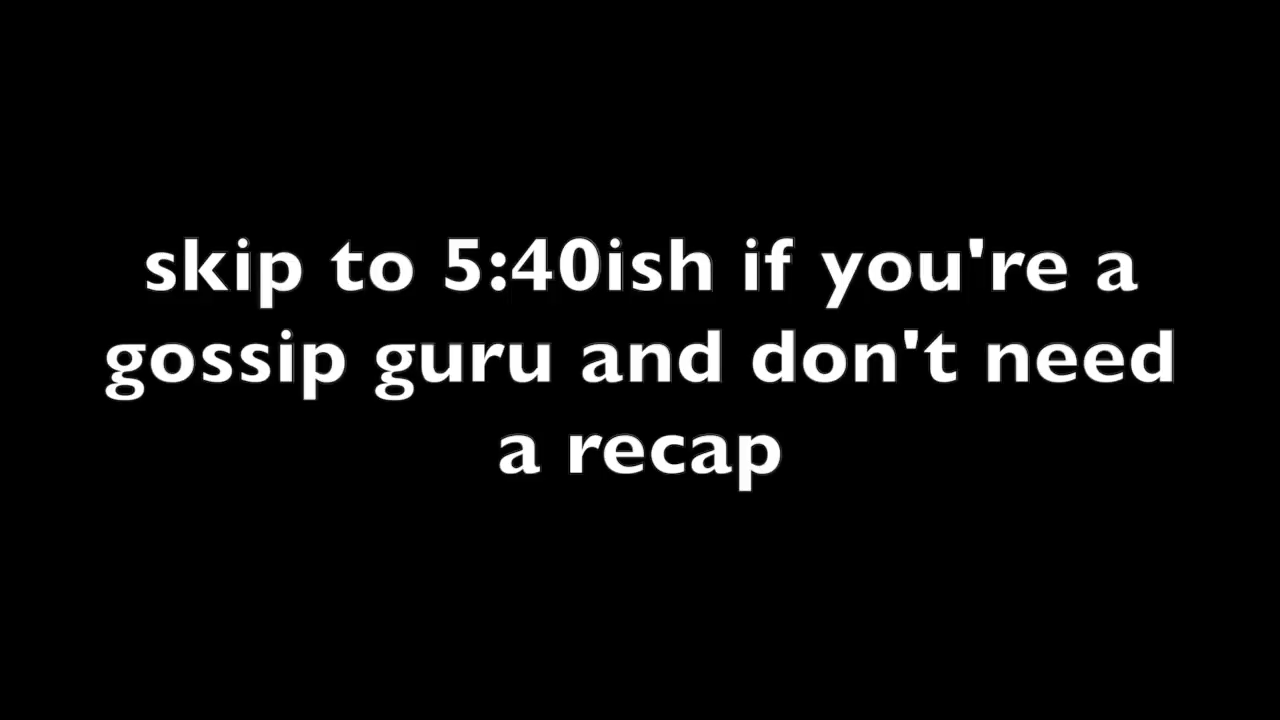 skip to 5:40ish if you're a
gossip guru and don't need
a recap